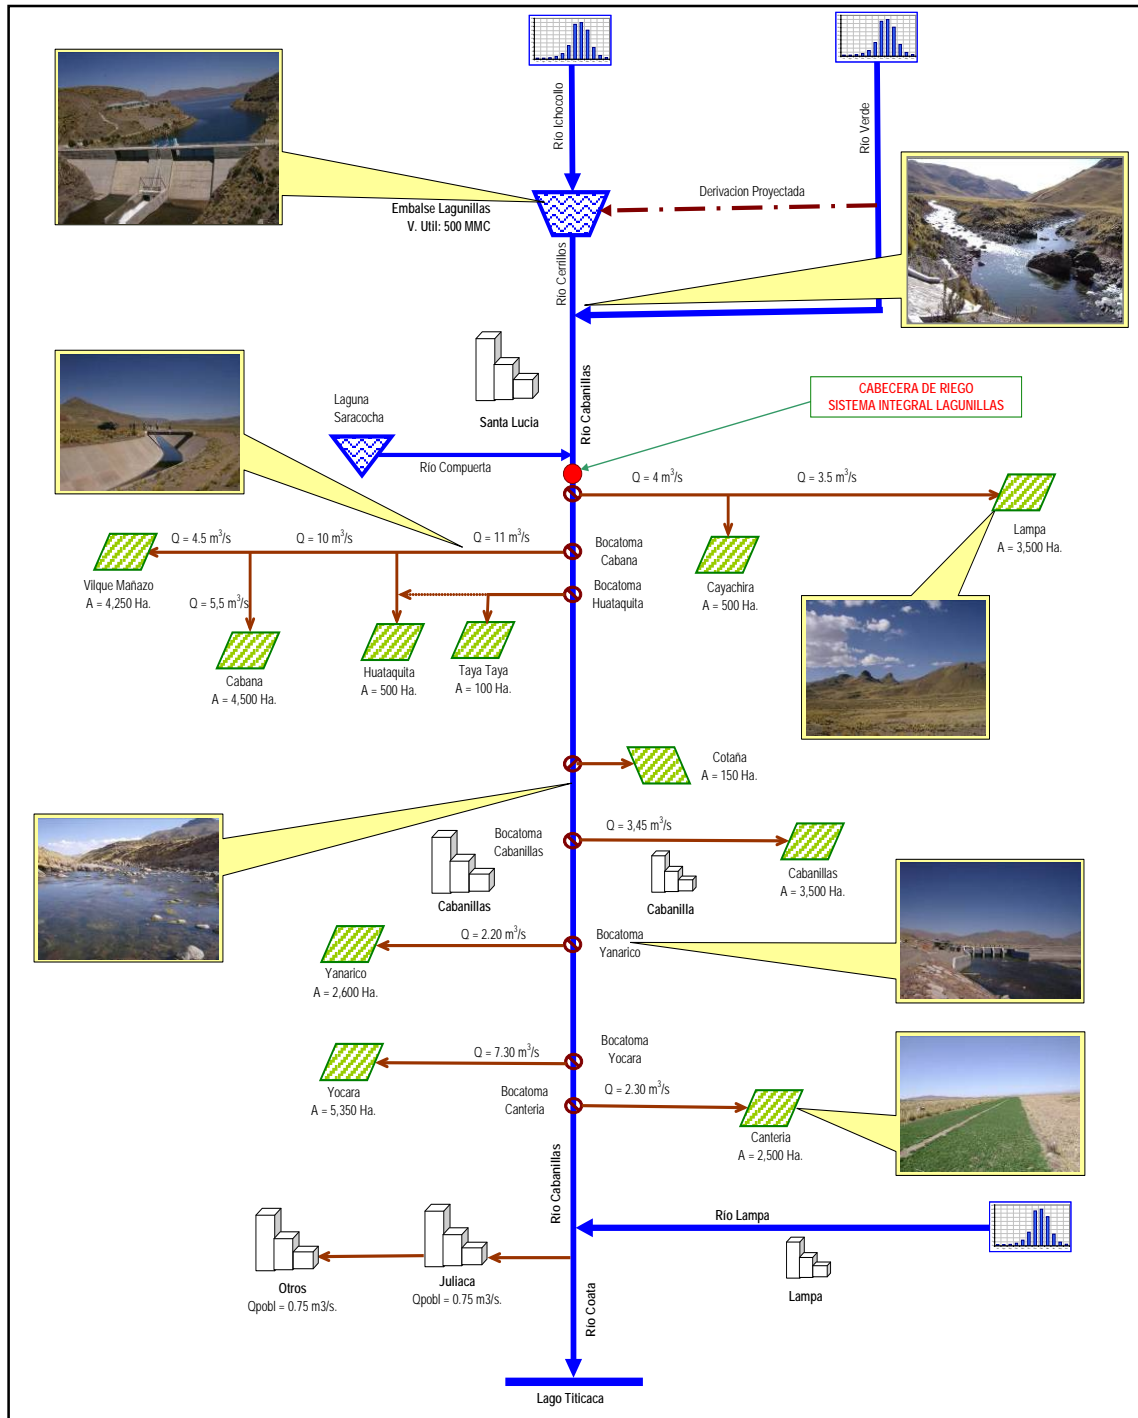 Río Ichocollo
Río Verde
Derivacion Proyectada
Embalse Lagunillas
V. Util: 500 MMC
Río Cerrillos
CABECERA DE RIEGO
SISTEMA INTEGRAL LAGUNILLAS
Laguna
Saracocha
Santa Lucia
Río Cabanillas
Río Compuerta
Q = 4 m³/s
Q = 3.5 m³/s
Lampa
A = 3,500 Ha.
Q = 4.5 m³/s
Q = 10 m³/s
Q = 11 m³/s
Bocatoma
Cabana
Cayachira
A = 500 Ha.
Vilque Mañazo
A = 4,250 Ha.
Q = 5,5 m³/s
Bocatoma
Huataquita
Cabana
A = 4,500 Ha.
Huataquita
A = 500 Ha.
Taya Taya
A = 100 Ha.
Cotaña
A = 150 Ha.
Bocatoma
Cabanillas
Q = 3,45 m³/s
Cabanillas
A = 3,500 Ha.
Cabanillas
Cabanilla
Q = 2.20 m³/s
Bocatoma
Yanarico
Yanarico
A = 2,600 Ha.
Q = 7.30 m³/s
Bocatoma
Yocara
Yocara
A = 5,350 Ha.
Bocatoma
Canteria
Q = 2.30 m³/s
Canteria
A = 2,500 Ha.
Río Cabanillas
Río Lampa
Lampa
Otros
Qpobl = 0.75 m3/s.
Juliaca
Qpobl = 0.75 m3/s.
Río Coata
Lago Titicaca